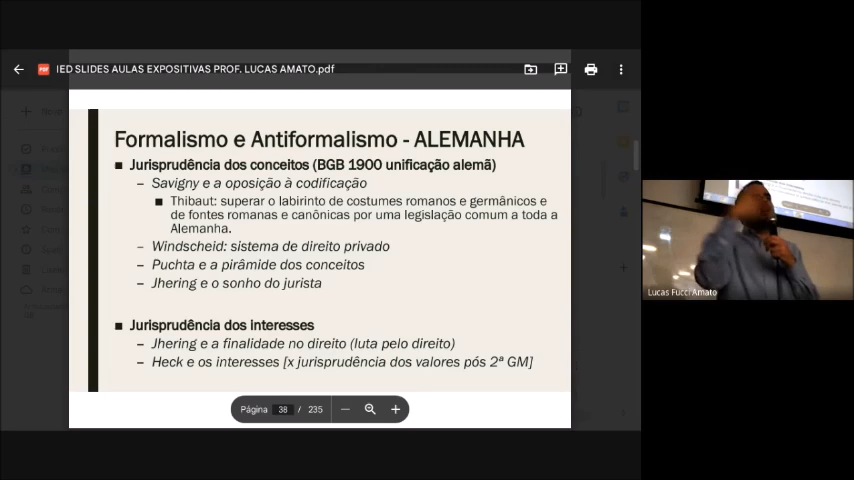 IED SLIDES AULAS EXPOSITIVAS PROF. LUCAS AMATO.pdf
Formalismo e Antiformalismo - ALEMANHA
■ Jurisprudência dos conceitos (BGB 1900 unificação alemã)
– Savigny e a oposição à codificação
■ Thibaut: superar o labirinto de costumes romanos e germânicos e
de fontes romanas e canônicas por uma legislação comum a toda a
Alemanha.
– Windscheid: sistema de direito privado
– Puchta e a pirâmide dos conceitos
– Jhering e o sonho do jurista
■ Jurisprudência dos interesses
– Jhering e a finalidade no direito (luta pelo direito)
– Heck e os interesses [x jurisprudência dos valores pós 2ª GM]
Página 38 / 235
Lucas Fucci Amato